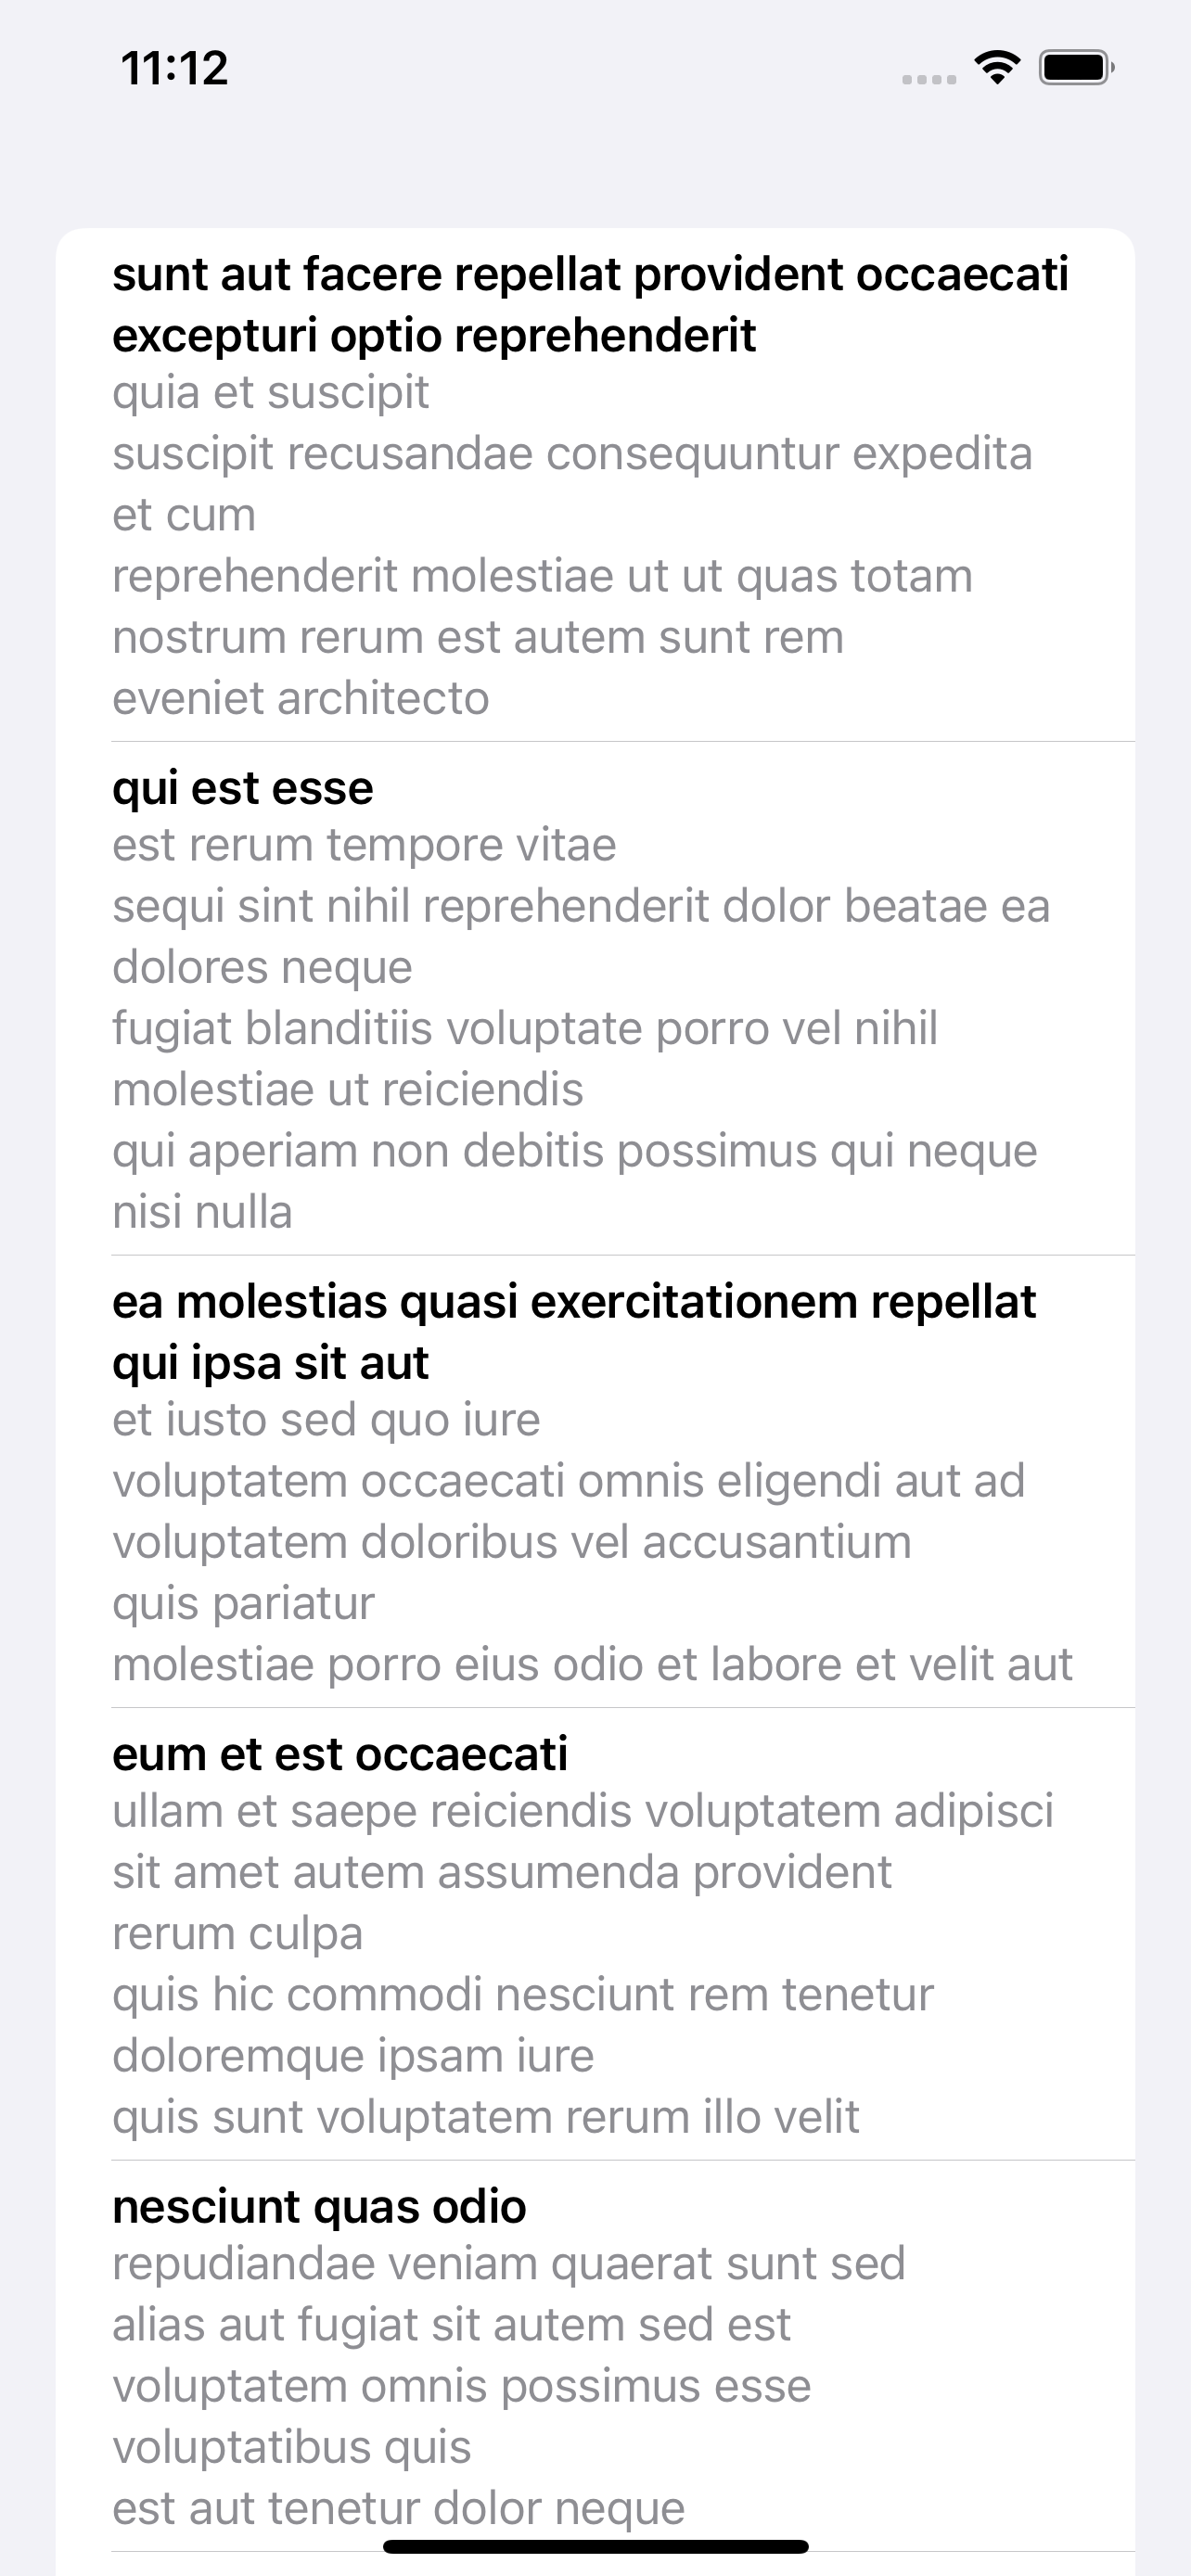 11:12
sunt aut facere repellat provident occaecati
excepturi optio reprehenderit
quia et suscipit
suscipit recusandae consequuntur expedita
et cum
reprehenderit molestiae ut ut quas totam
nostrum rerum est autem sunt rem
eveniet architecto
qui est esse
est rerum tempore vitae
sequi sint nihil reprehenderit dolor beatae ea
dolores neque
fugiat blanditiis voluptate porro vel nihil
molestiae ut reiciendis
qui aperiam non debitis possimus qui neque
nisi nulla
ea molestias quasi exercitationem repellat
qui ipsa sit aut
et iusto sed quo iure
voluptatem occaecati omnis eligendi aut ad
voluptatem doloribus vel accusantium
quis pariatur
molestiae porro eius odio et labore et velit aut
eum et est occaecati
ullam et saepe reiciendis voluptatem adipisci
sit amet autem assumenda provident
rerum culpa
quis hic commodi nesciunt rem tenetur
doloremque ipsam iure
quis sunt voluptatem rerum illo velit
nesciunt quas odio
repudiandae veniam quaerat sunt sed
alias aut fugiat sit autem sed est
voluptatem omnis possimus esse
voluptatibus quis
est aut tenetur dolor neque